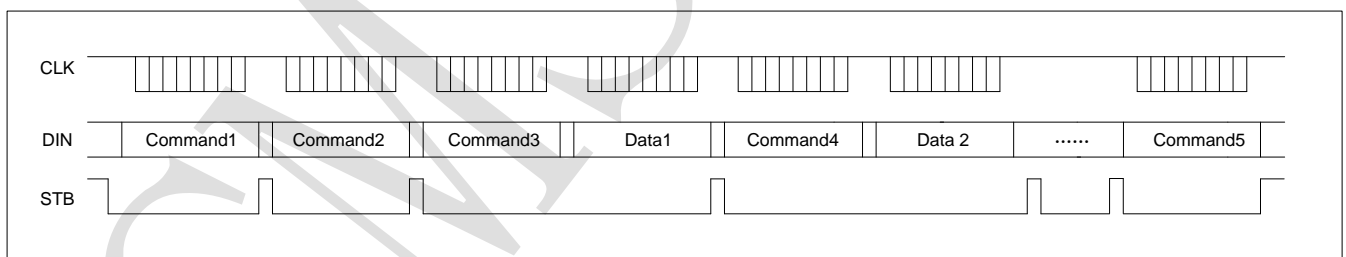 CLK
DIN Command1 Command2 Command3 Data1 Command4 Data 2 ...... Command5
STB